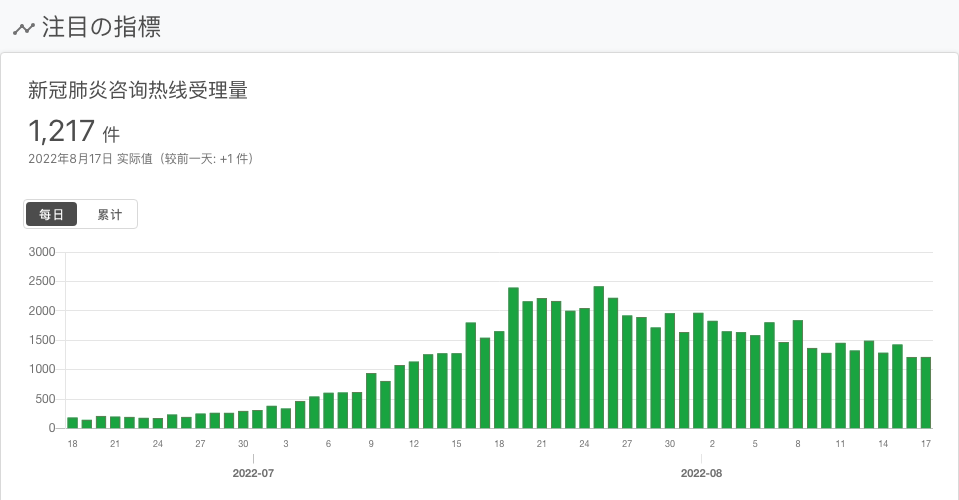 注目の指標
新冠肺炎咨询热线受理量
1,217 件
2022年8月17日 实际值（较前一天: +1 件）
每日 累计
3000
2500
2000
1500
1000
500
0
18 21 24 27 30 3 6 9 12 15 18 21 24 27 30 2 5 8 11 14 17
2022-07 2022-08